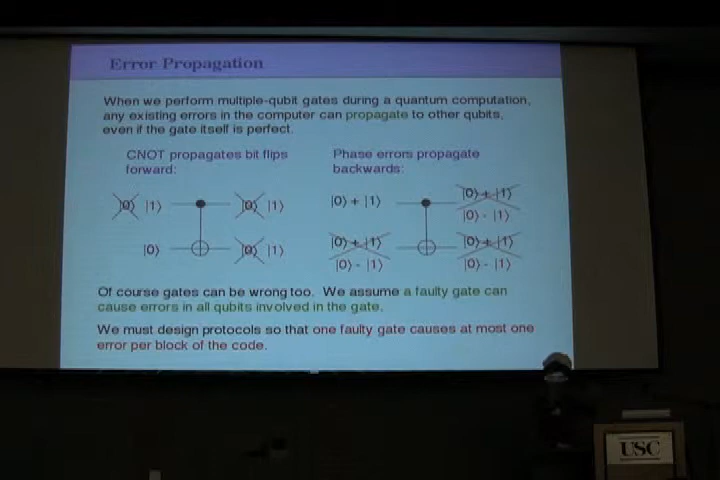 Error Propagation
When we perform multiple-qubit gates during a quantum computation,
any existing errors in the computer can propagate to other qubits,
even if the gate itself is perfect.
CNOT propagates bit flips
forward:
Phase errors propagate
backwards:
|0⟩ |1⟩ |0⟩ |1⟩
|0⟩ |0⟩ |1⟩
|0⟩ + |1⟩ |0⟩ + |1⟩
|0⟩ - |1⟩
|0⟩ + |1⟩ |0⟩ + |1⟩
|0⟩ - |1⟩ |0⟩ - |1⟩
Of course gates can be wrong too. We assume a faulty gate can
cause errors in all qubits involved in the gate.
We must design protocols so that one faulty gate causes at most one
error per block of the code.
USC